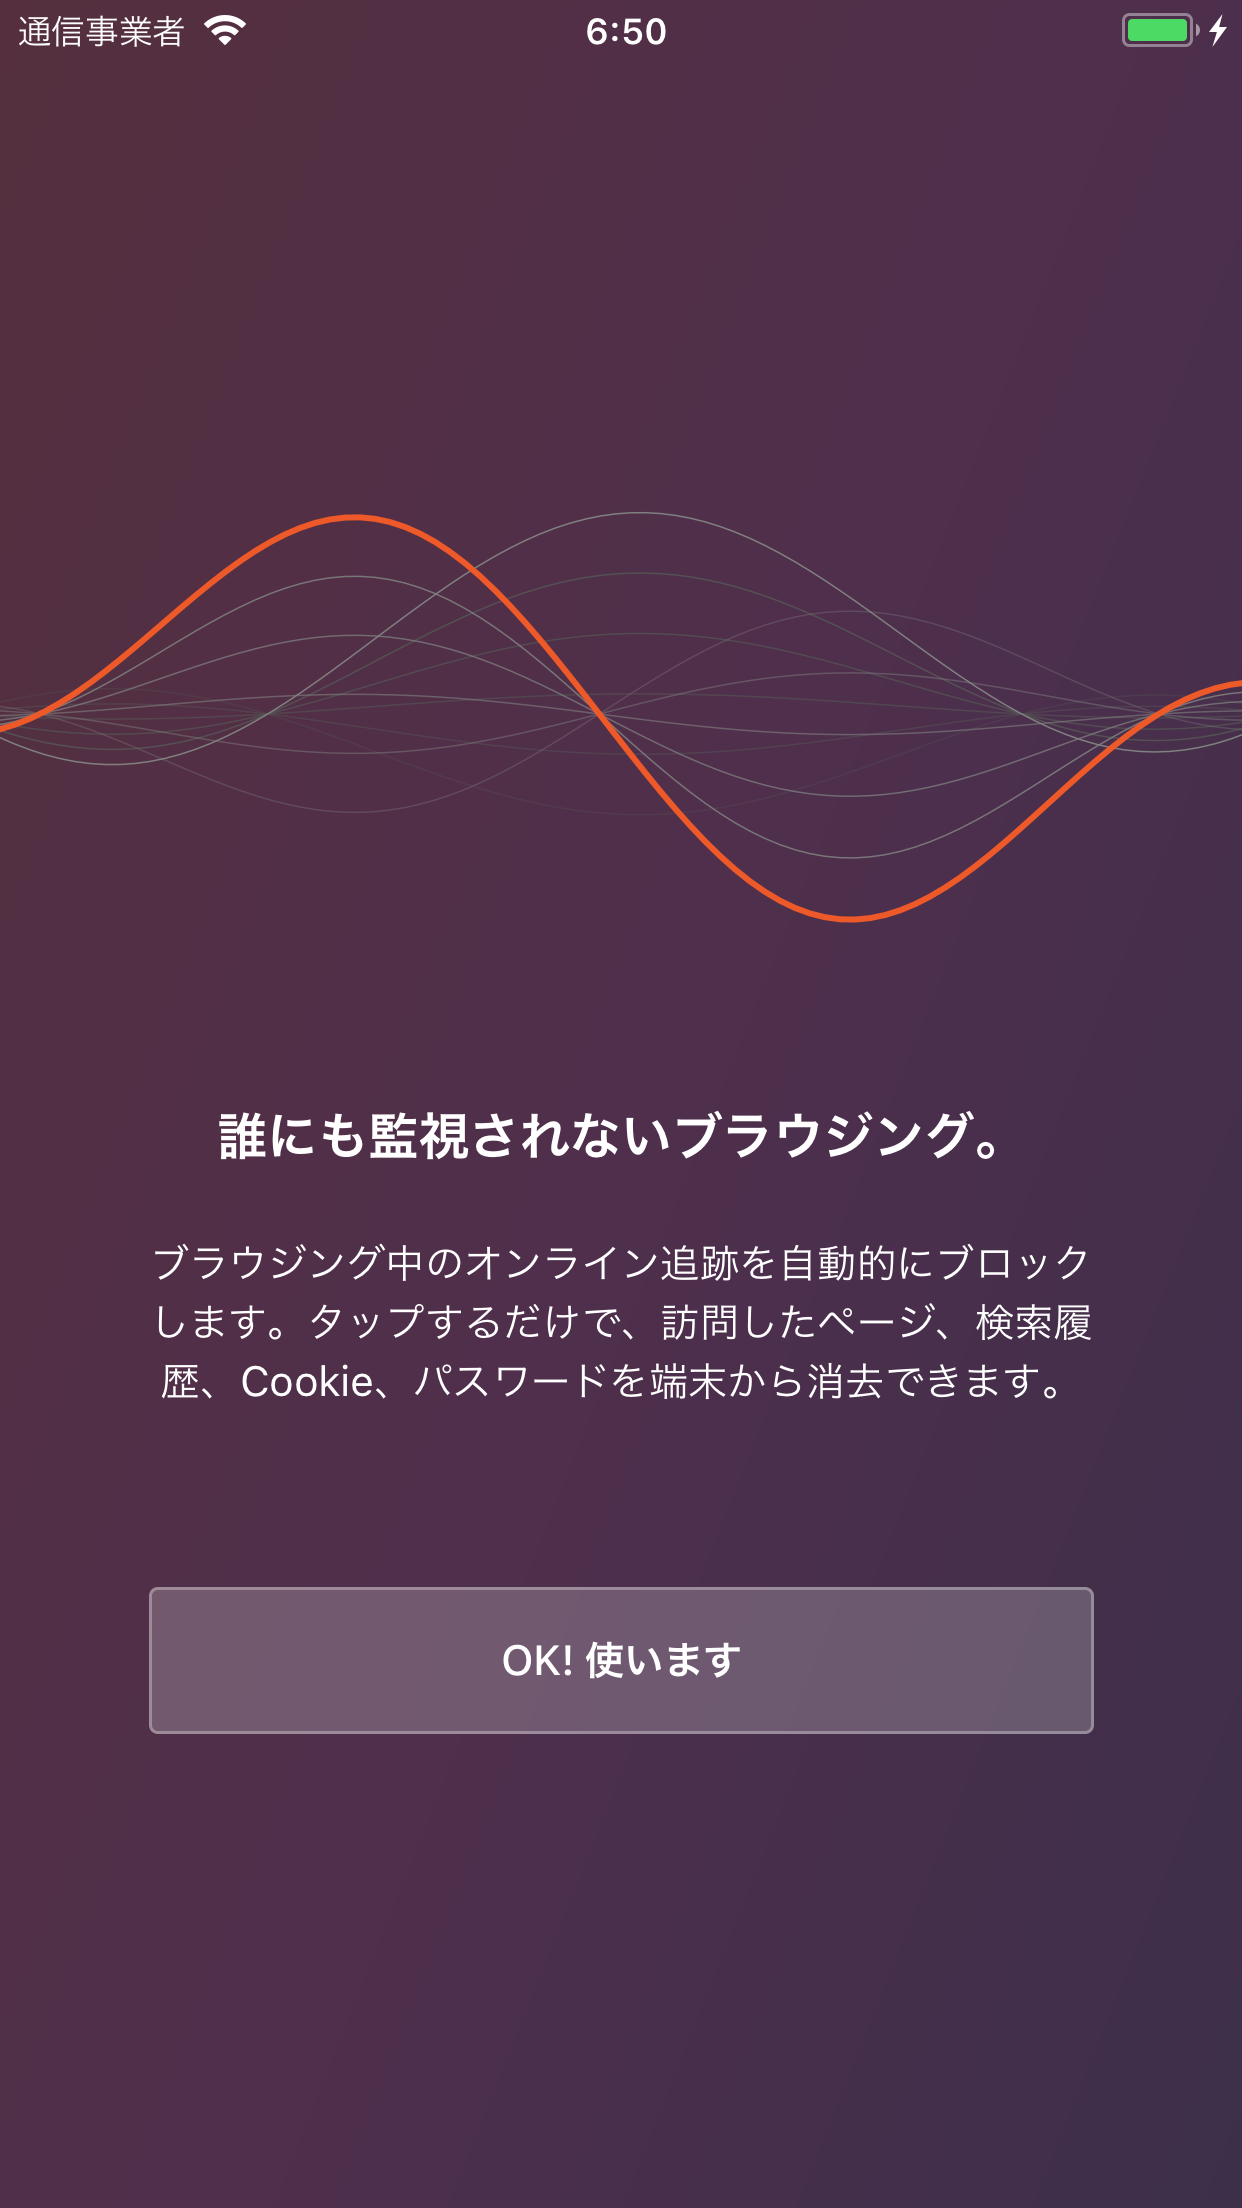 通信事業者
6:50
誰にも監視されないブラウジング。
ブラウジング中のオンライン追跡を自動的にブロック
します。タップするだけで、訪問したページ、検索履
歴、Cookie、パスワードを端末から消去できます。
OK! 使います